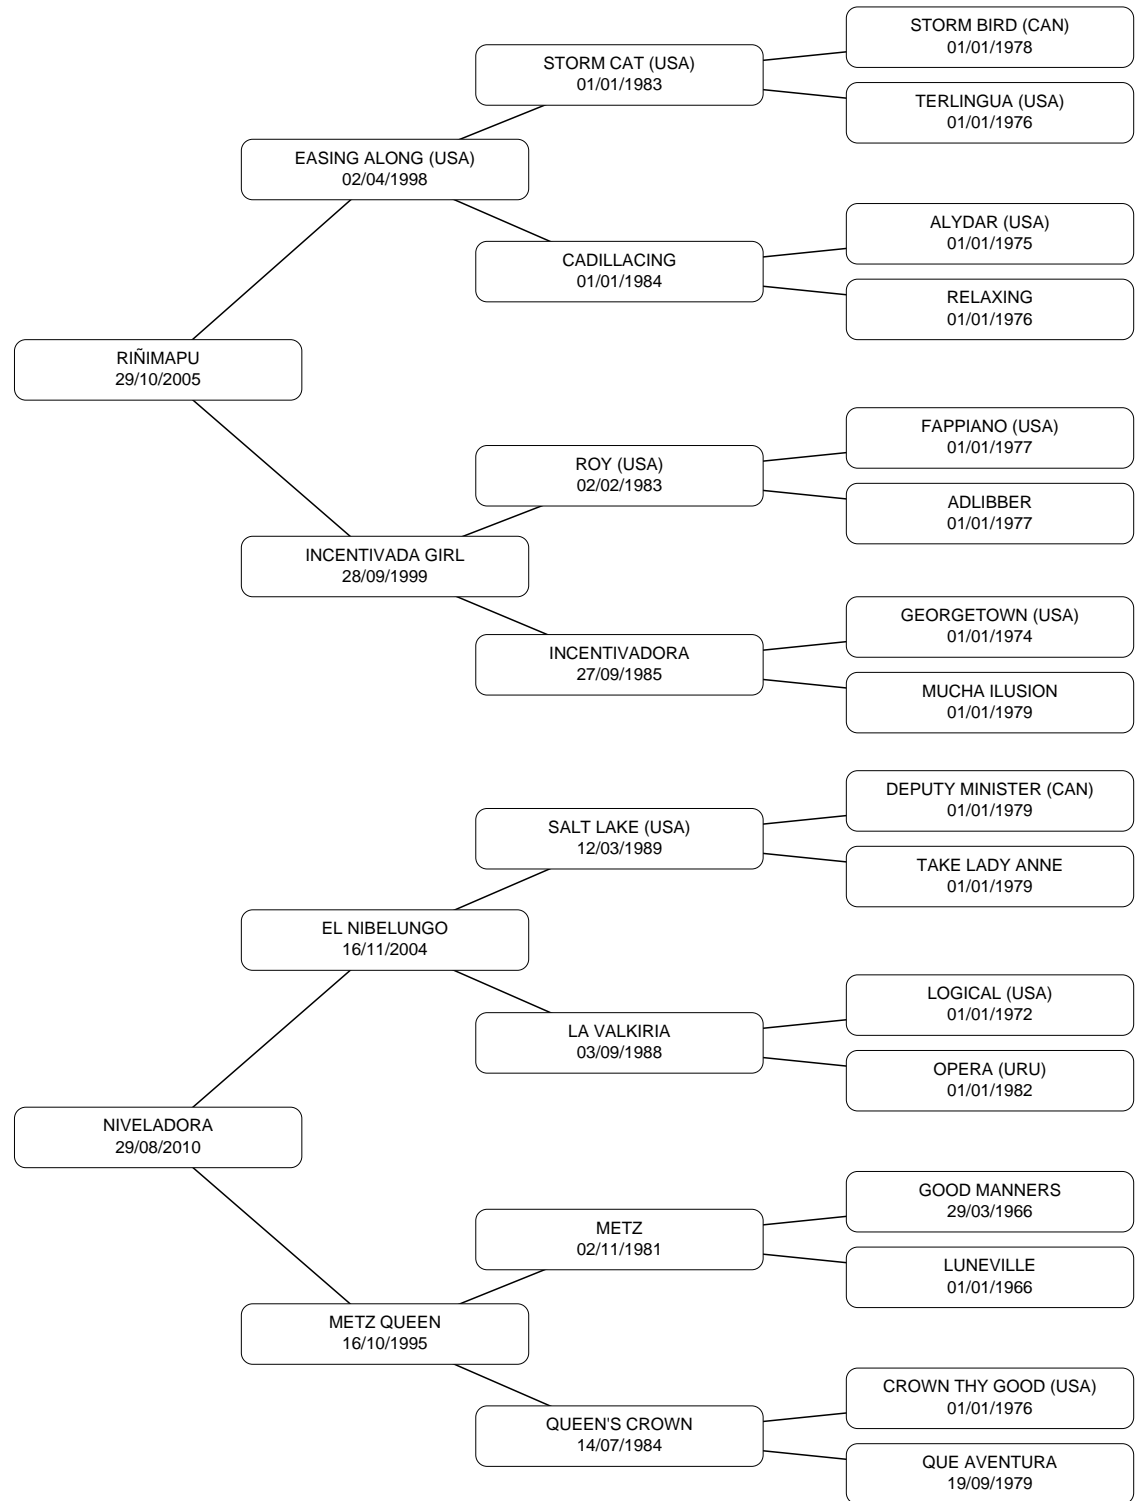 STORM BIRD (CAN)
01/01/1978
STORM CAT (USA)
01/01/1983
TERLINGUA (USA)
01/01/1976
EASING ALONG (USA)
02/04/1998
ALYDAR (USA)
01/01/1975
CADILLACING
01/01/1984
RELAXING
01/01/1976
RIÑIMAPU
29/10/2005
FAPPIANO (USA)
01/01/1977
ROY (USA)
02/02/1983
ADLIBBER
01/01/1977
INCENTIVADA GIRL
28/09/1999
GEORGETOWN (USA)
01/01/1974
INCENTIVADORA
27/09/1985
MUCHA ILUSION
01/01/1979
DEPUTY MINISTER (CAN)
01/01/1979
SALT LAKE (USA)
12/03/1989
TAKE LADY ANNE
01/01/1979
EL NIBELUNGO
16/11/2004
LOGICAL (USA)
01/01/1972
LA VALKIRIA
03/09/1988
OPERA (URU)
01/01/1982
NIVELADORA
29/08/2010
GOOD MANNERS
29/03/1966
METZ
02/11/1981
LUNEVILLE
01/01/1966
METZ QUEEN
16/10/1995
CROWN THY GOOD (USA)
01/01/1976
QUEEN'S CROWN
14/07/1984
QUE AVENTURA
19/09/1979